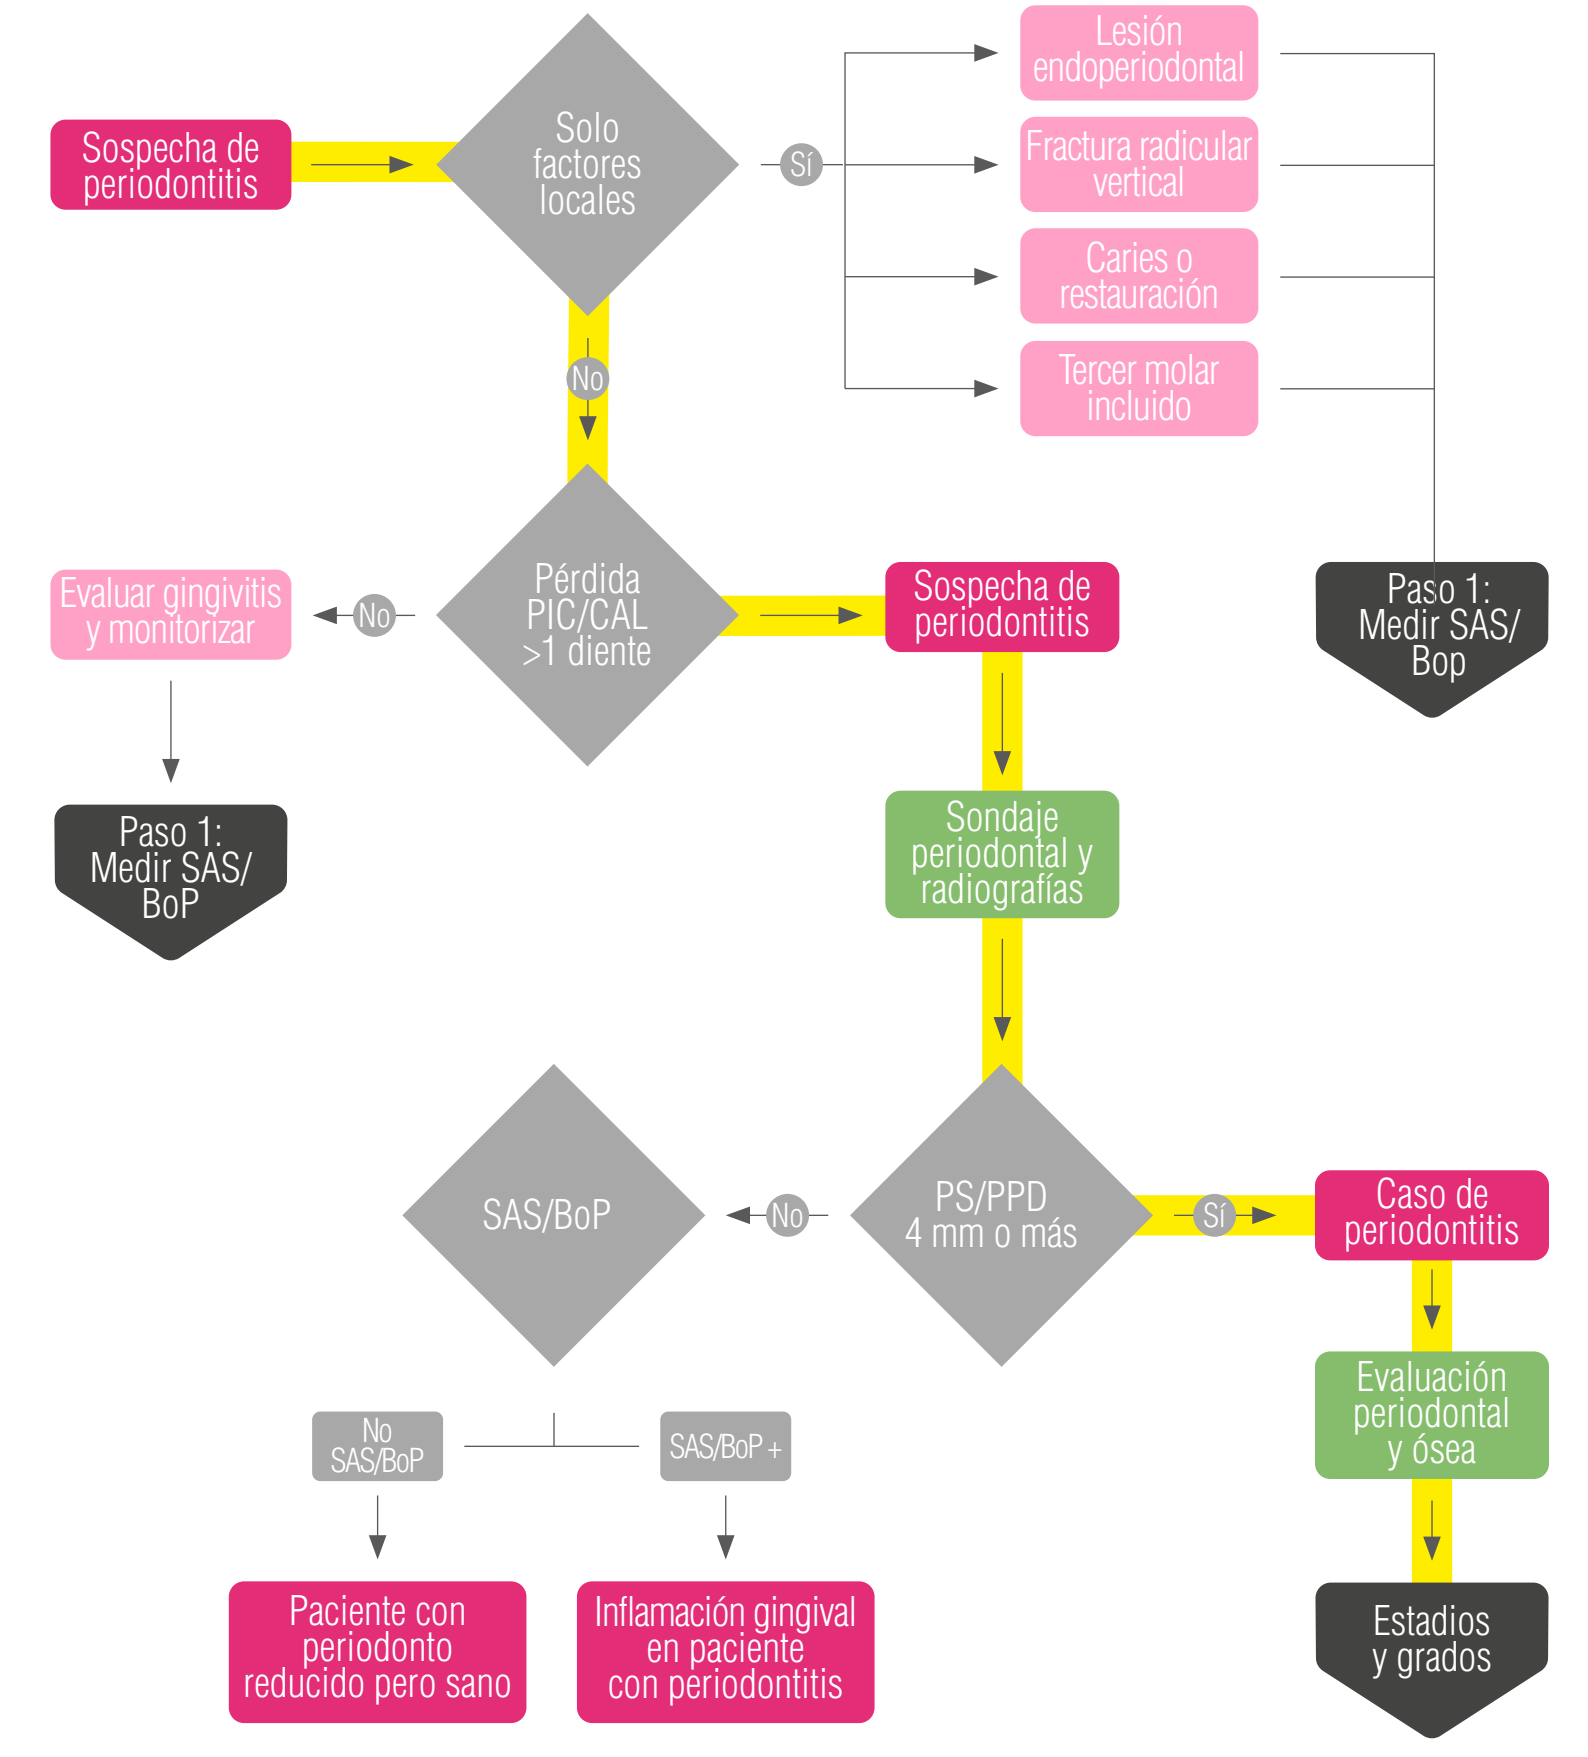 Sospecha de
periodontitis
Solo
factores
locales
Sí
Lesión
endoperiodontal
Fractura radicular
vertical
Caries o
restauración
Tercer molar
incluido
No
Evaluar gingivitis
y monitorizar
No
Pérdida
PIC/CAL
>1 diente
Sospecha de
periodontitis
Paso 1:
Medir SAS/
Bop
Paso 1:
Medir SAS/
BoP
Sondaje
periodontal y
radiografías
SAS/BoP
No
PS/PPD
4 mm o más
Sí
Caso de
periodontitis
Evaluación
periodontal
y ósea
No
SAS/BoP
SAS/BoP +
Paciente con
periodonto
reducido pero sano
Inflamación gingival
en paciente
con periodontitis
Estadios
y grados